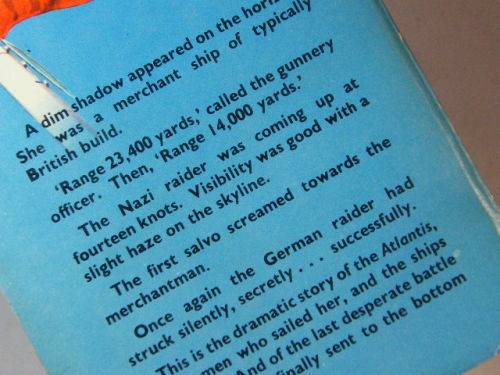 A dim shadow appeared on the
She was a merchant ship of typically
British build.
'Range 23,400 yards,' called the gunnery
officer. Then, 'Range 14,000 yards.'
The Nazi raider was coming up at
fourteen knots. Visibility was good with a
slight haze on the skyline.
The first salvo screamed towards the
merchantman.
Once again the German raider had
struck silently, secretly . . . successfully.
This is the dramatic story of the Atlantis,
men who sailed her, and the ships
And of the last desperate battle
finally sent to the bottom